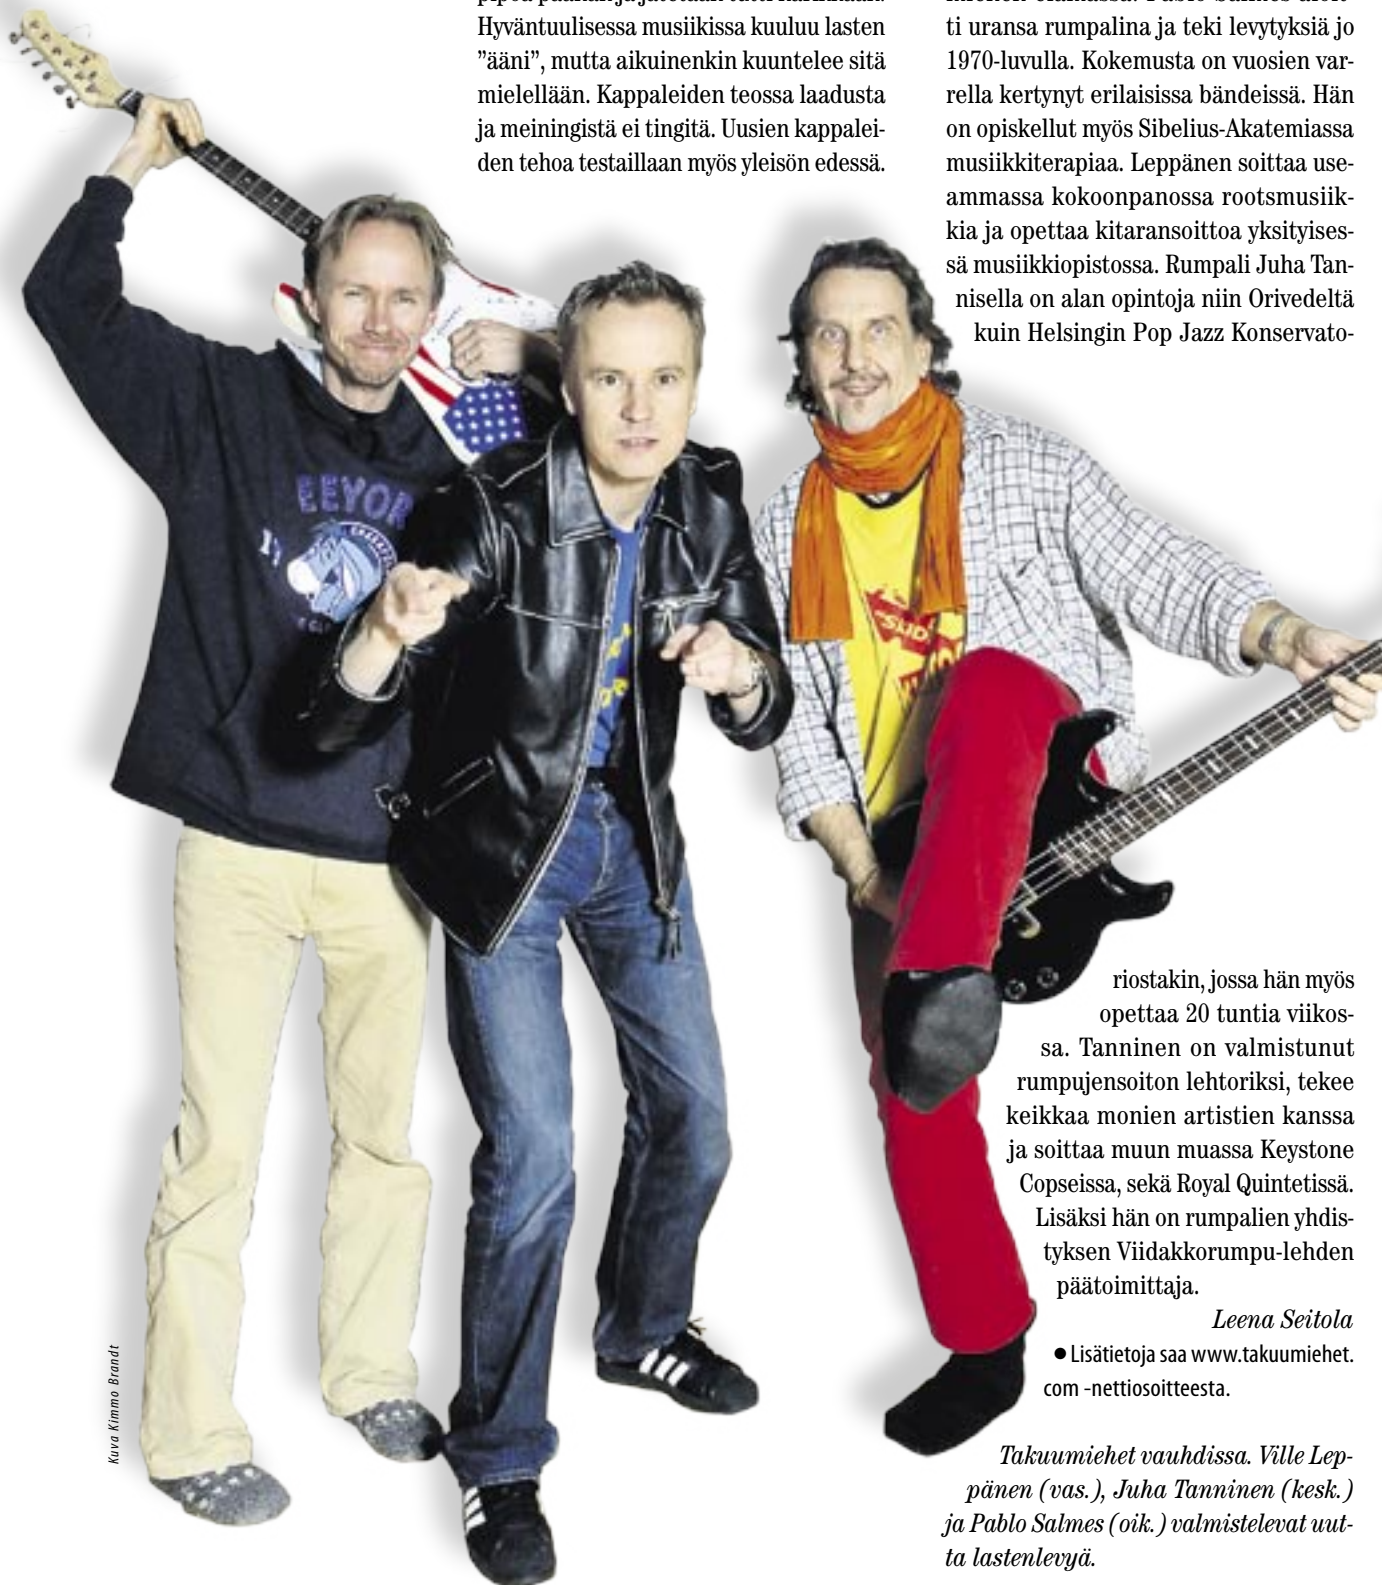 Hyväntuulisessa musiikissa kuuluu lasten
”ääni”, mutta aikuinenkin kuuntelee sitä
mielellään. Kappaleiden teossa laadusta
ja meiningistä ei tingitä. Uusien kappalei-
den tehoa testaillaan myös yleisön edessä.
ti uransa rumpalina ja teki levytyksiä jo
1970-luvulla. Kokemusta on vuosien var-
rella kertynyt erilaisissa bändeissä. Hän
on opiskellut myös Sibelius-Akatemiassa
musiikkiterapiaa. Leppänen soittaa use-
ammassa kokoonpanossa rootsmusiik-
kia ja opettaa kitaransoittoa yksityises-
sä musiikkiopistossa. Rumpali Juha Tan-
nisella on alan opintoja niin Orivedeltä
kuin Helsingin Pop Jazz Konservato-
riostakin, jossa hän myös
opettaa 20 tuntia viikos-
sa. Tanninen on valmistunut
rumpujensoiton lehtoriksi, tekee
keikkaa monien artistien kanssa
ja soittaa muun muassa Keystone
Copseissa, sekä Royal Quintetissä.
Lisäksi hän on rumpalien yhdis-
tyksen Viidakkorumpu-lehden
päätoimittaja.
Leena Seitola
● Lisätietoja saa www.takuumiehet.
com -nettiosoitteesta.
Takuumiehet vauhdissa. Ville Lep-
pänen (vas.), Juha Tanninen (kesk.)
ja Pablo Salmes (oik.) valmistelevat uut-
ta lastenlevyä.
Kuva Kimmo Brandt
EEYOR